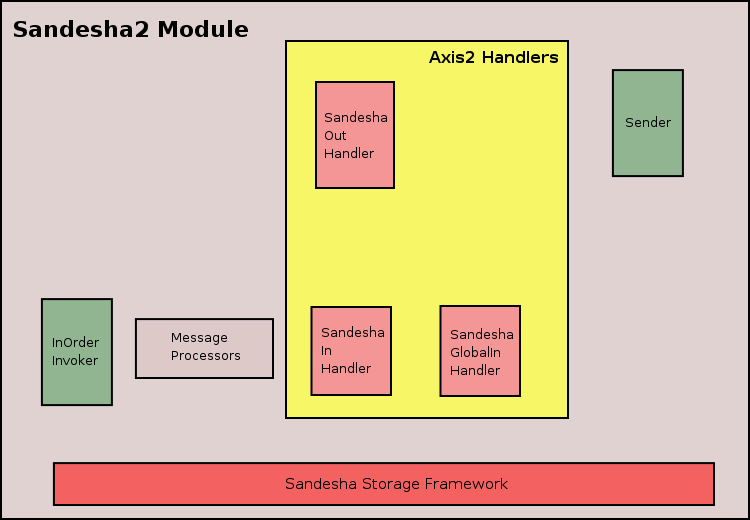 Sandesha2 Module
Axis2 Handlers
Sandesha
Out
Handler
Sender
InOrder
Invoker
Message
Processors
Sandesha
In
Handler
Sandesha
GlobalIn
Handler
Sandesha Storage Framework